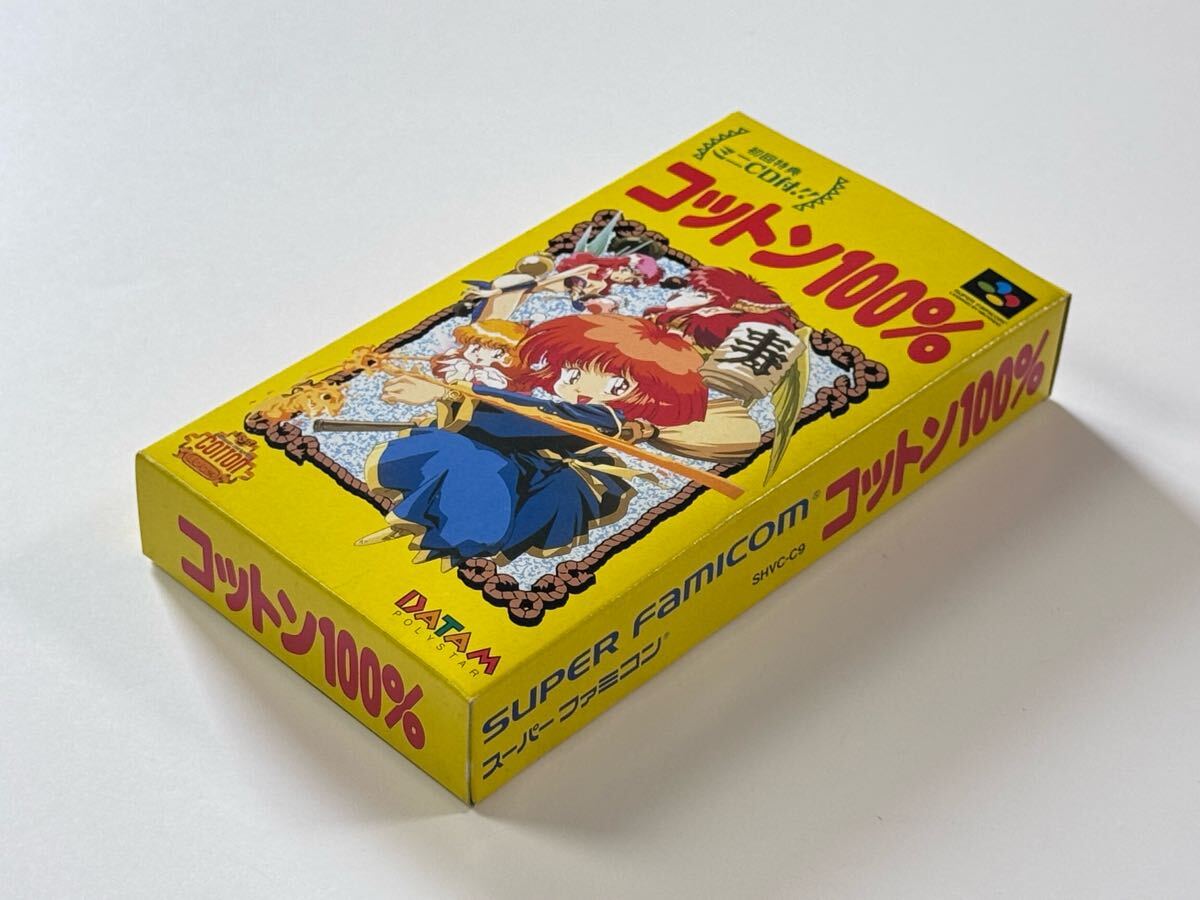 初回特典
ミニCD付!!
コットン100%
寿
COTTON
DATAM
POLYSTAR
コットン100%
SUPER FAMICOM®
スーパーファミコン®
SHVC-C9
コットン100%